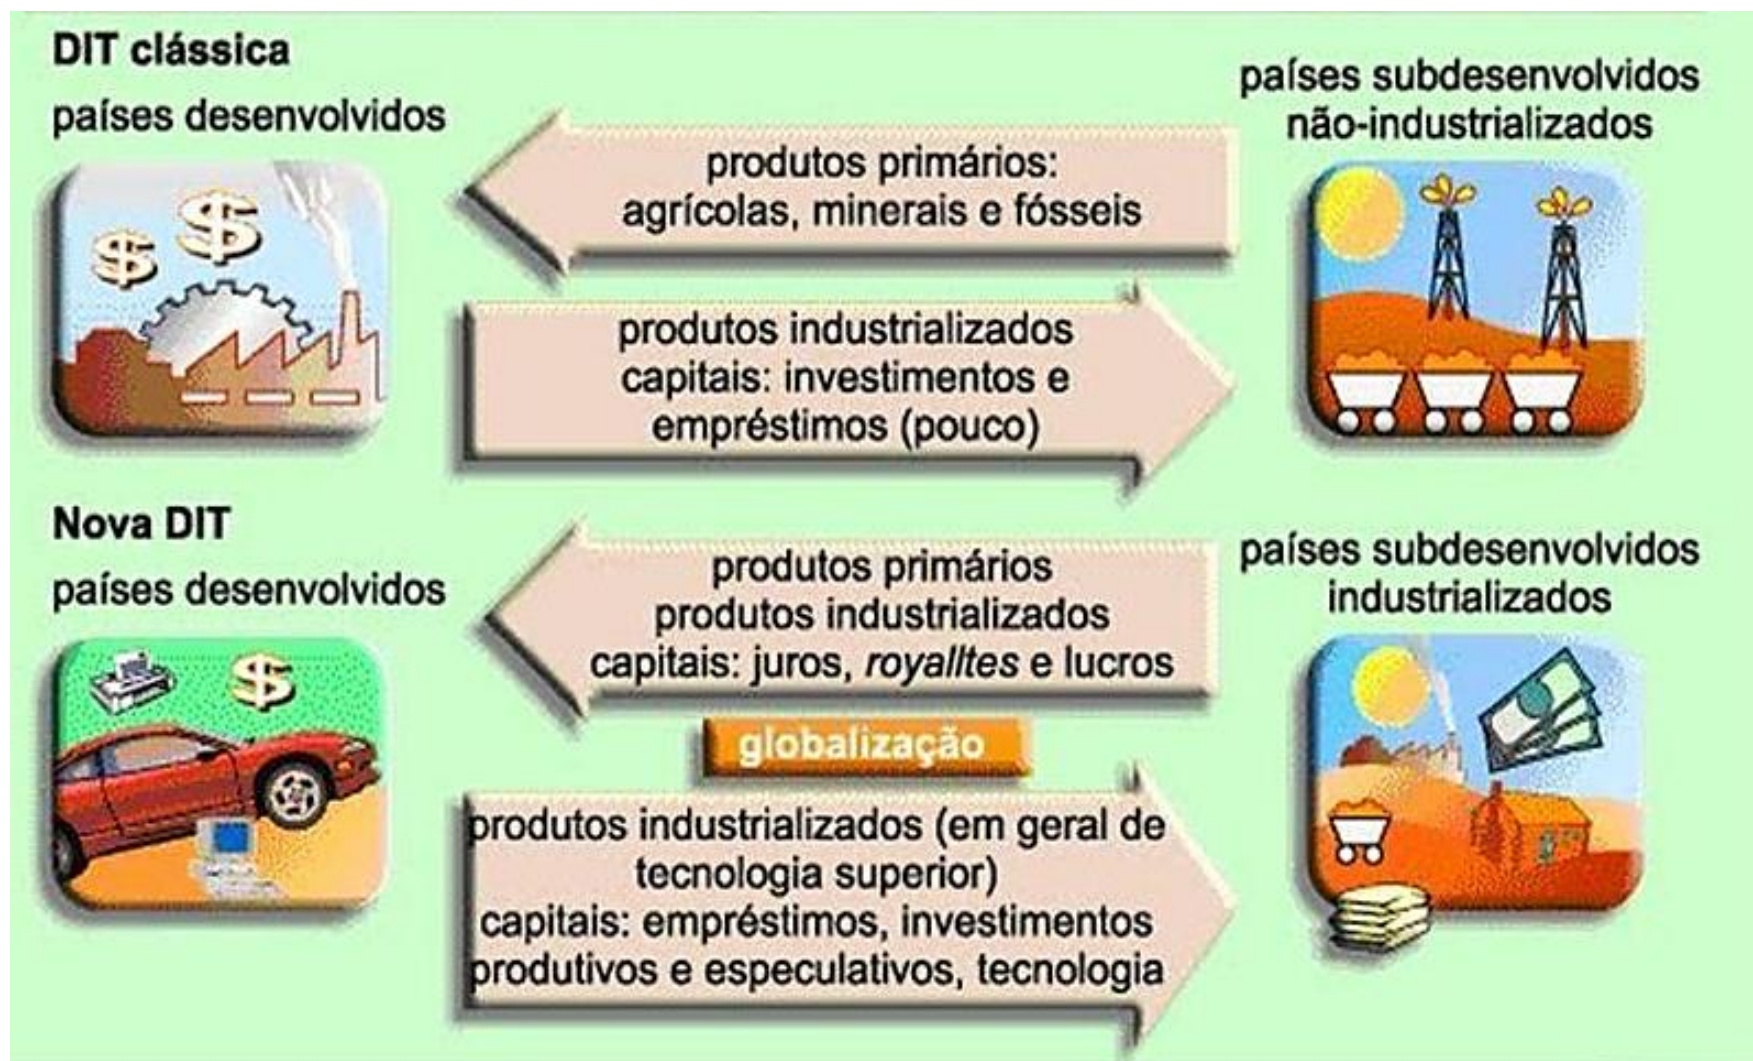 DIT clássica
países desenvolvidos
países subdesenvolvidos
não-industrializados
produtos primários:
agrícolas, minerais e fósseis
produtos industrializados
capitais: investimentos e
empréstimos (pouco)
Nova DIT
países desenvolvidos
países subdesenvolvidos
industrializados
produtos primários
produtos industrializados
capitais: juros, royalltes e lucros
globalização
produtos industrializados (em geral de
tecnologia superior)
capitais: empréstimos, investimentos
produtivos e especulativos, tecnologia